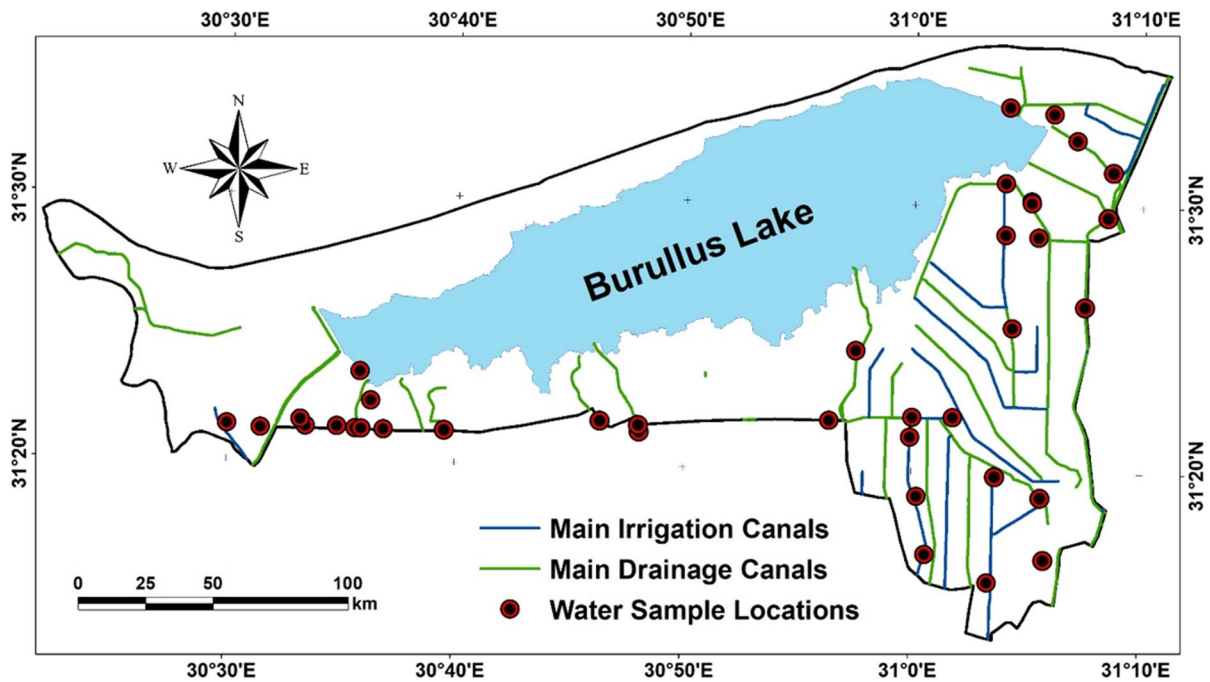 30°30'E 30°40'E 30°50'E 31°0'E 31°10'E
N
W E
S
31°30'N
31°30'N
Burullus Lake
31°20'N
31°20'N
Main Irrigation Canals
Main Drainage Canals
Water Sample Locations
0 25 50 100
km
30°30'E 30°40'E 30°50'E 31°0'E 31°10'E